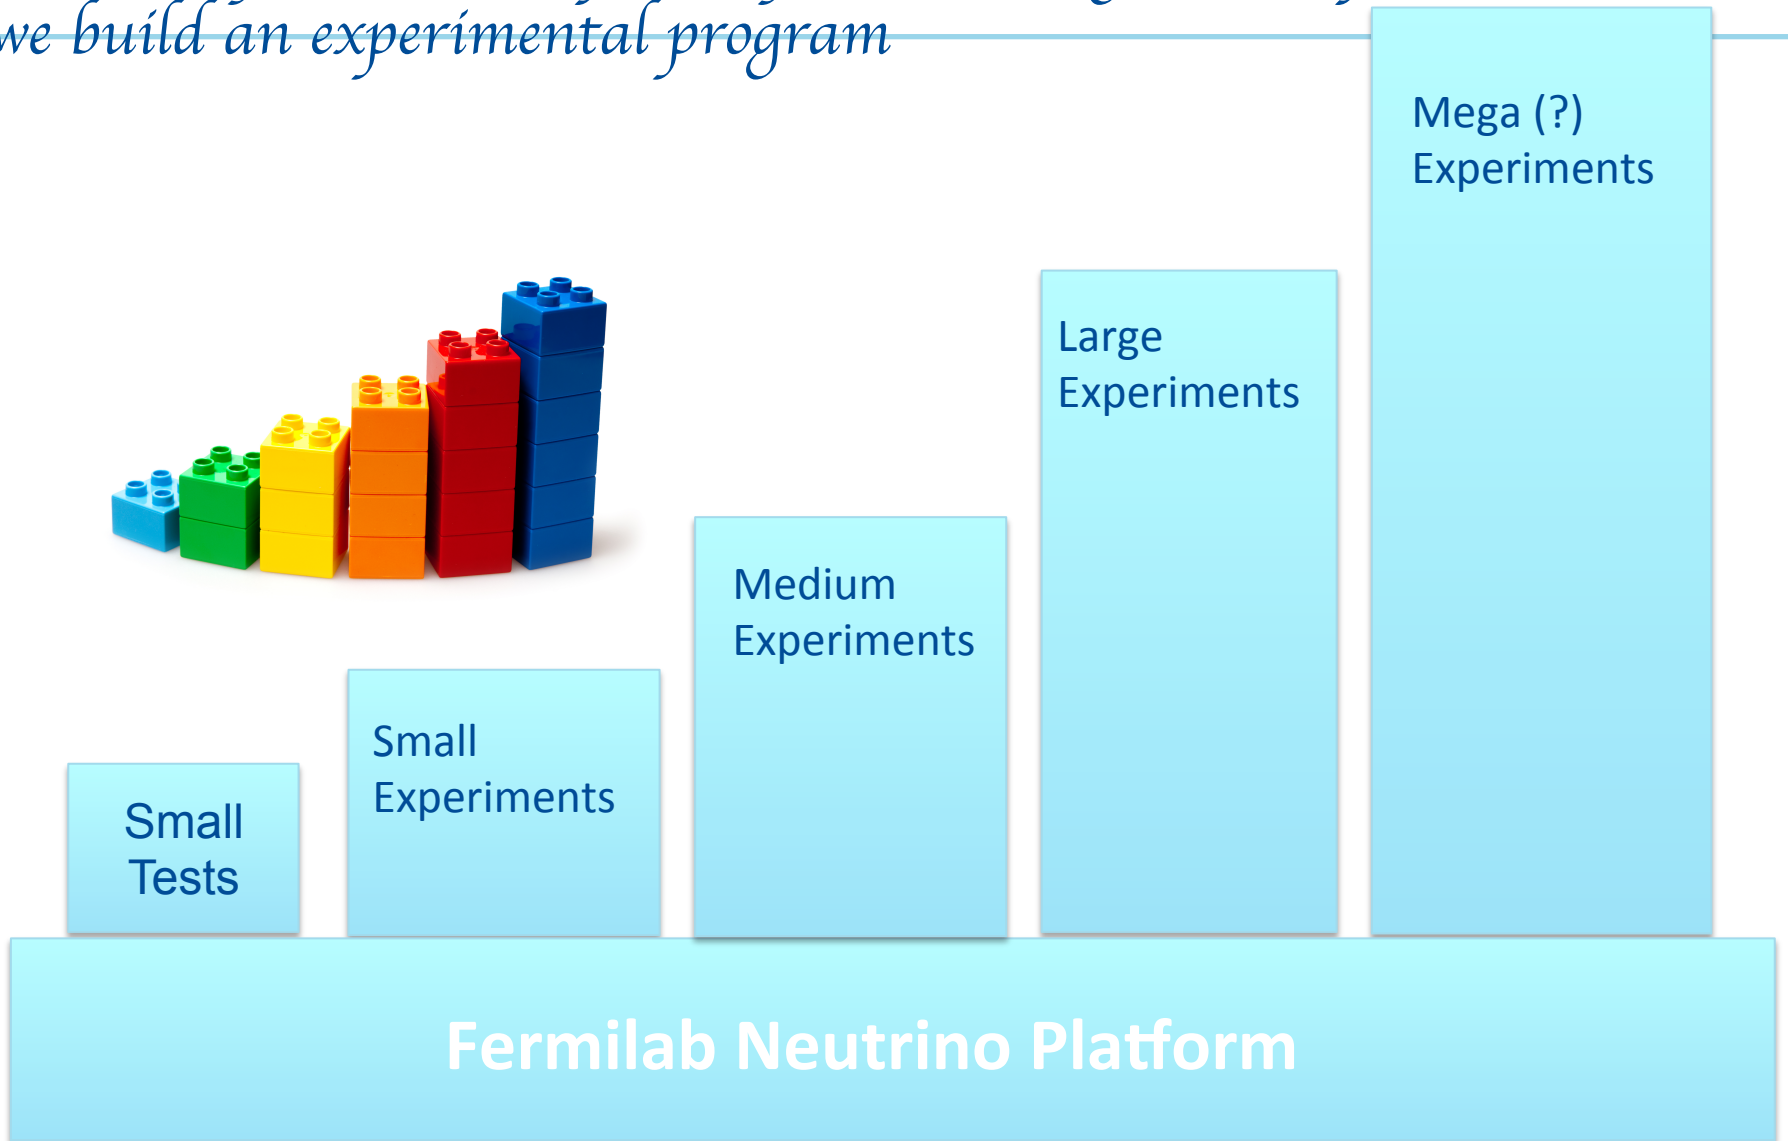 we build an experimental program
Mega (?)
Experiments
Large
Experiments
Medium
Experiments
Small
Experiments
Small
Tests
Fermilab Neutrino Platform